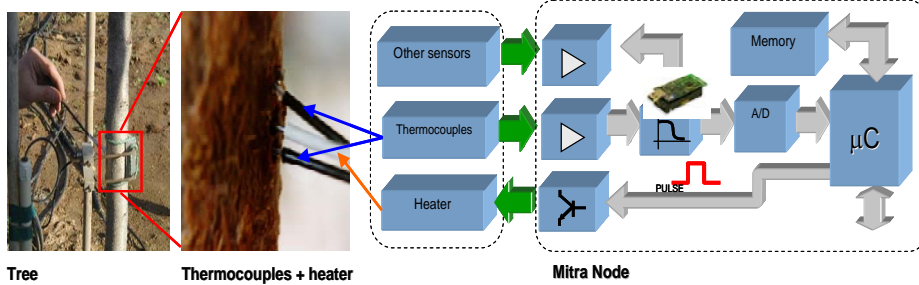 Other sensors
Memory
Thermocouples
A/D
μC
Heater
PULSE
Tree
Thermocouples + heater
Mitra Node